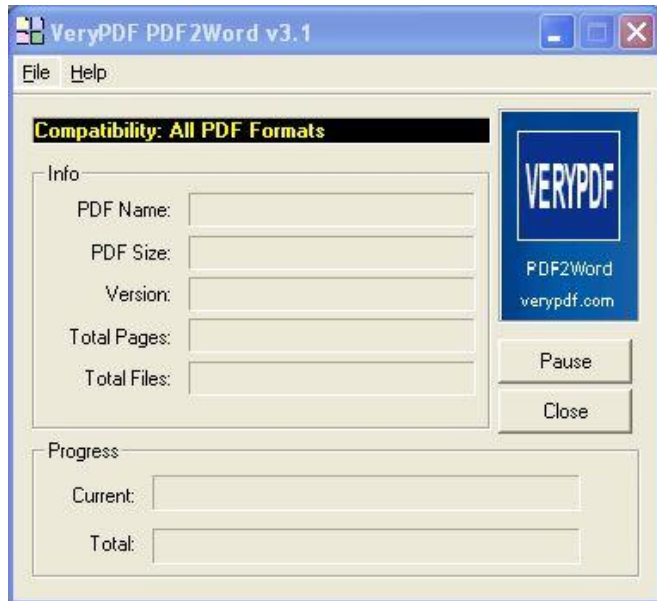 VeryPDF PDF2Word v3.1
File Help
Compatibility: All PDF Formats
Info
PDF Name:
PDF Size:
Version:
Total Pages:
Total Files:
VERYPDF
PDF2Word
verypdf.com
Pause
Close
Progress
Current:
Total: